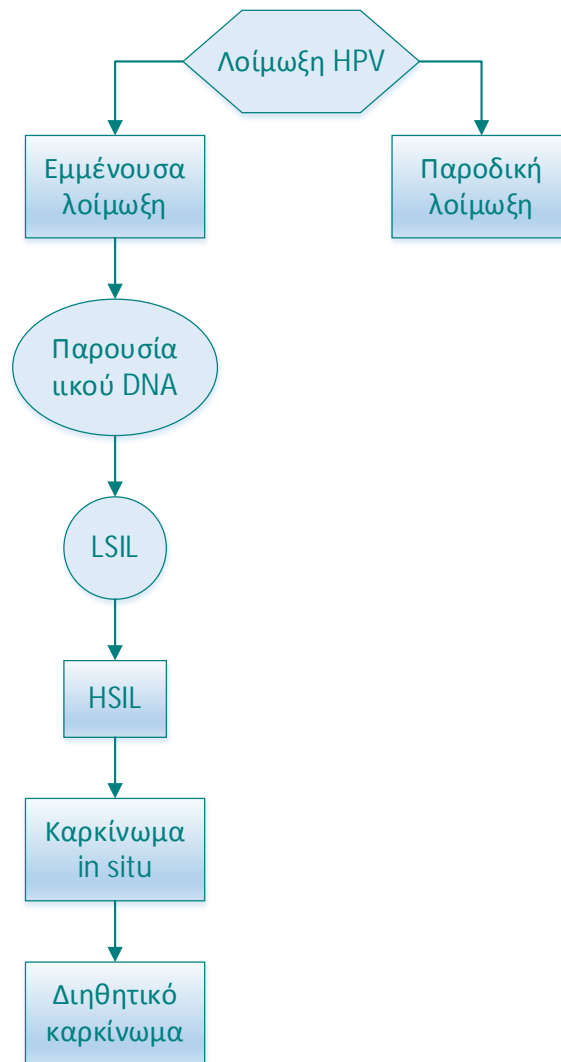 Λοίμωξη HPV
Εμμένουσα
λοίμωξη
Παροδική
λοίμωξη
Παρουσία
ιικού DNA
LSIL
HSIL
Καρκίνωμα
in situ
Διηθητικό
καρκίνωμα